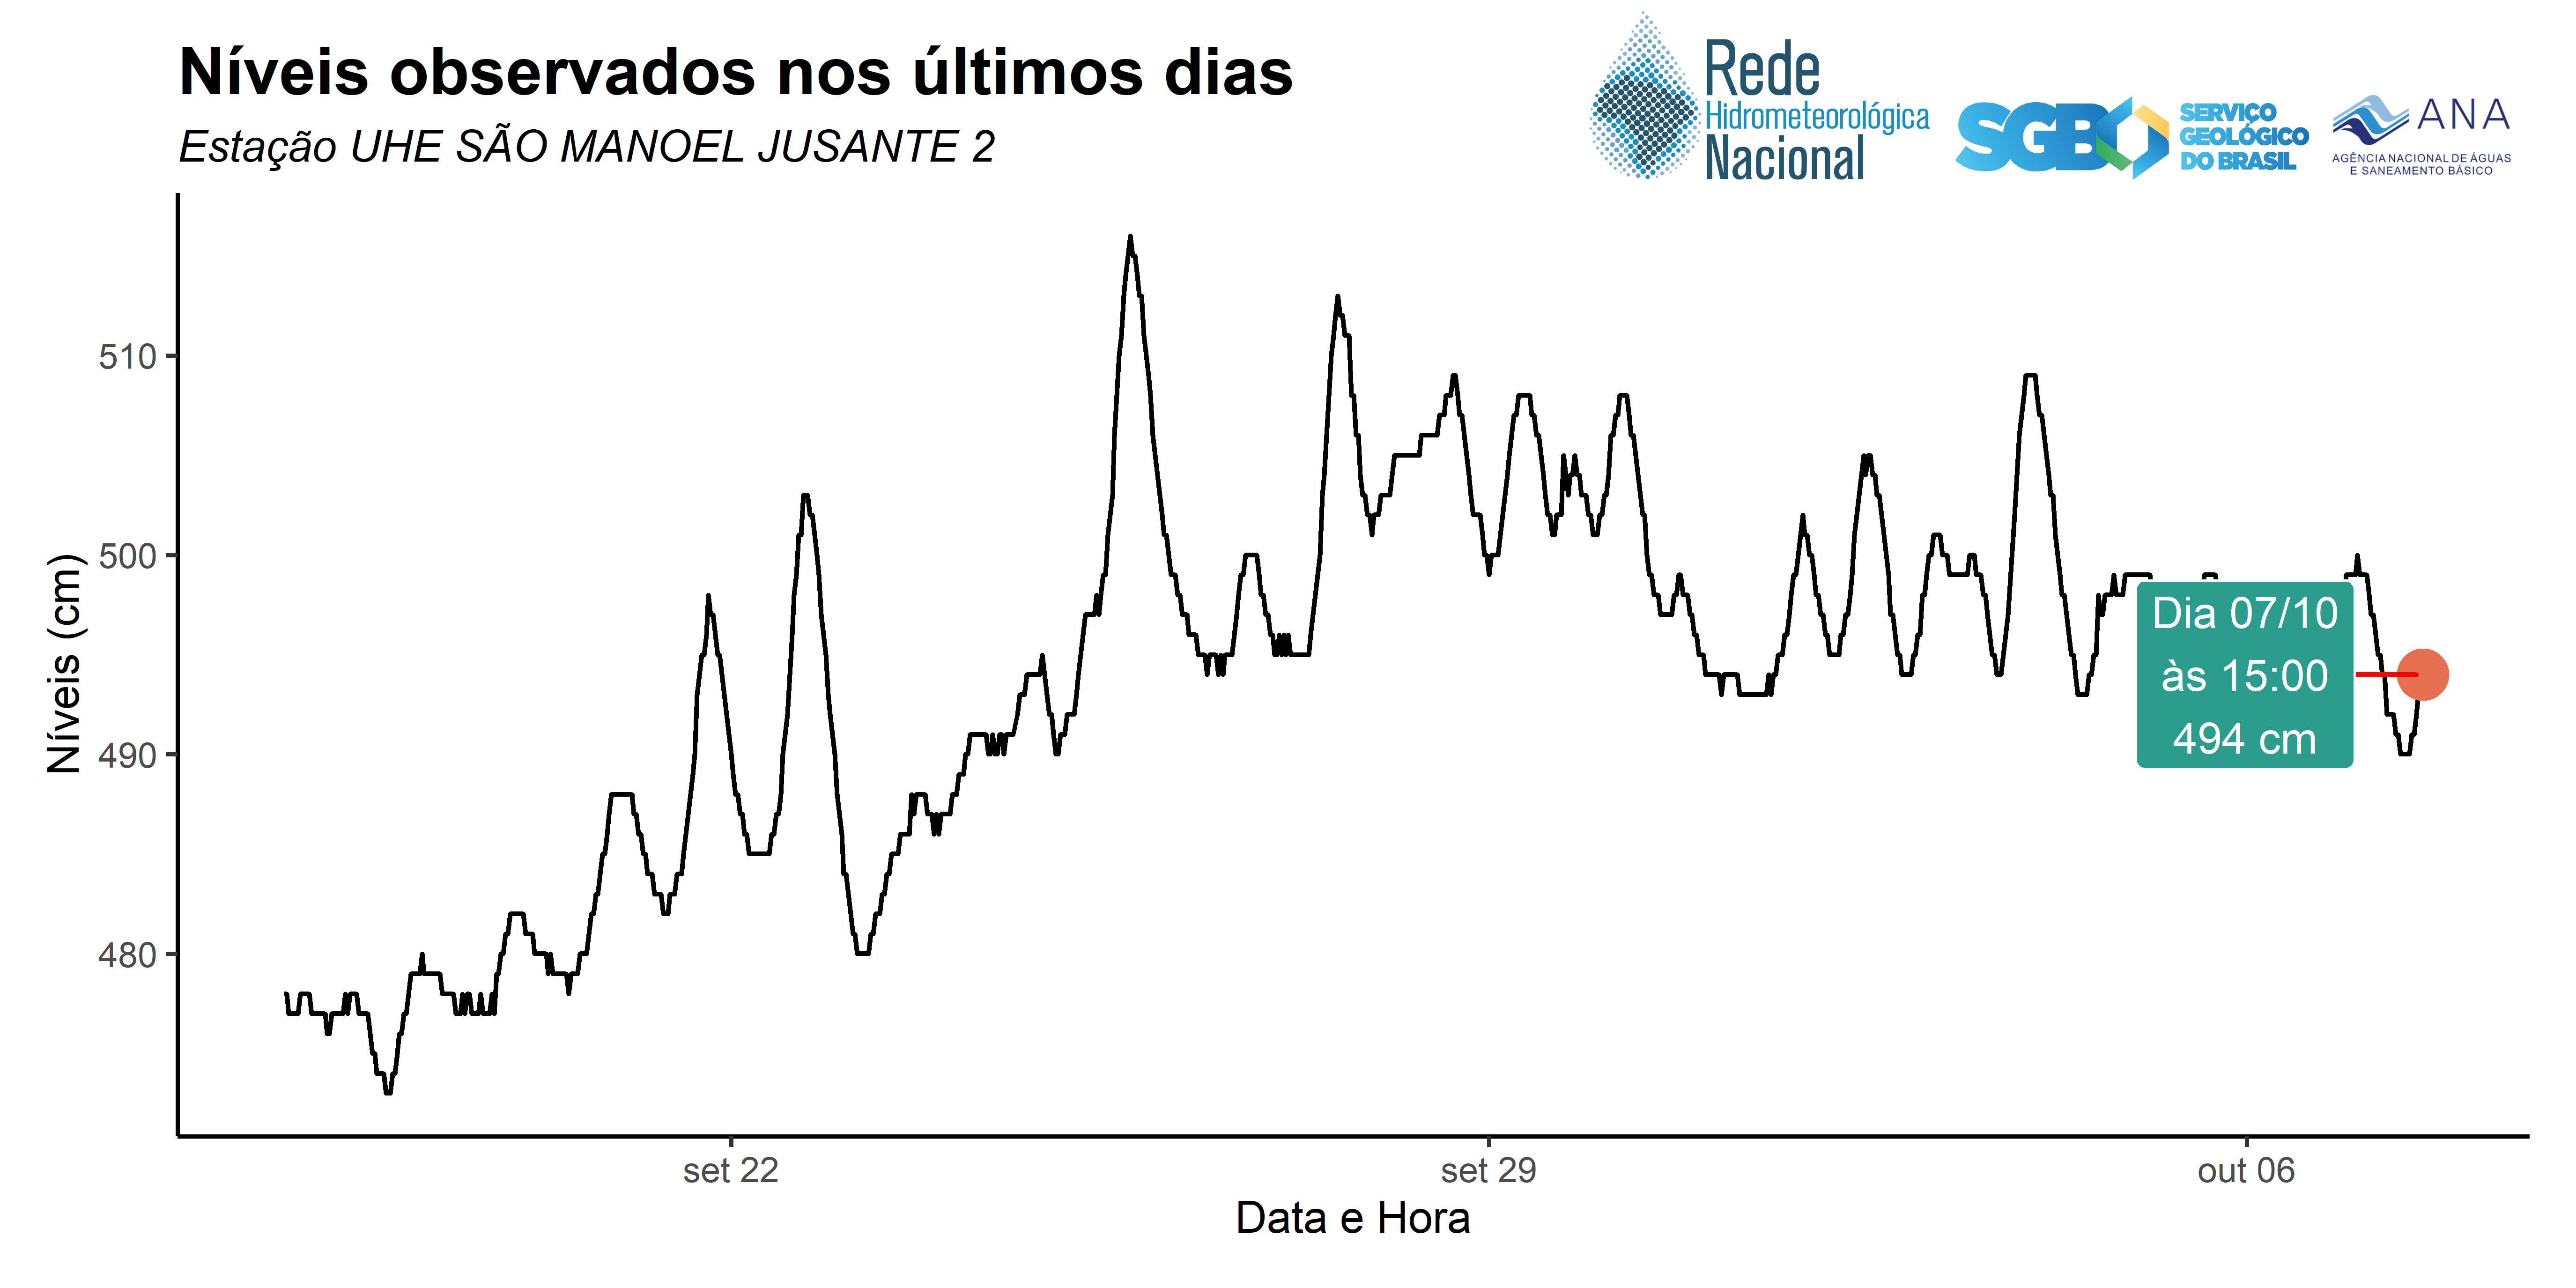 Níveis observados nos últimos dias
Estação UHE SÃO MANOEL JUSANTE 2
Rede
Hidrometeorológica
Nacional
SGB
SERVIÇO
GEOLÓGICO
DO BRASIL
ANA
AGÊNCIA NACIONAL DE ÁGUAS
E SANEAMENTO BÁSICO
Níveis (cm)
510
500
490
480
Dia 07/10
às 15:00
494 cm
set 22
set 29
out 06
Data e Hora